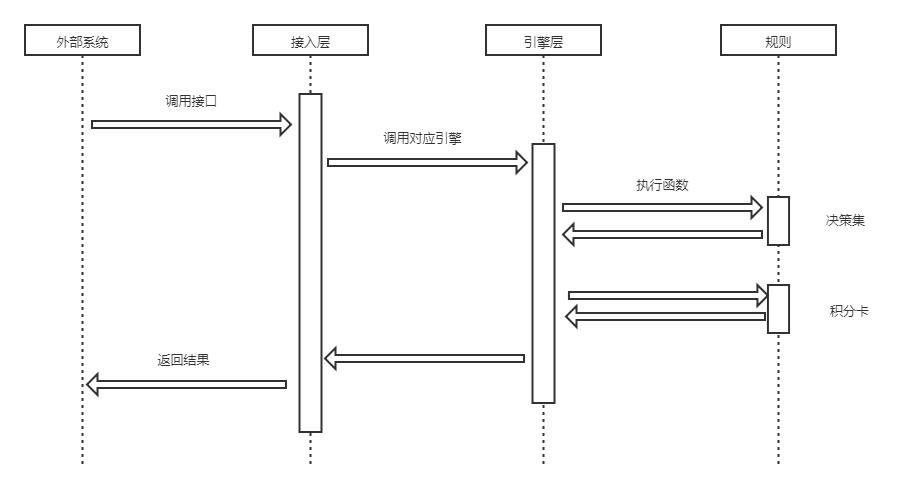 外部系统
接入层
引擎层
规则
调用接口
调用对应引擎
执行函数
决策集
积分卡
返回结果